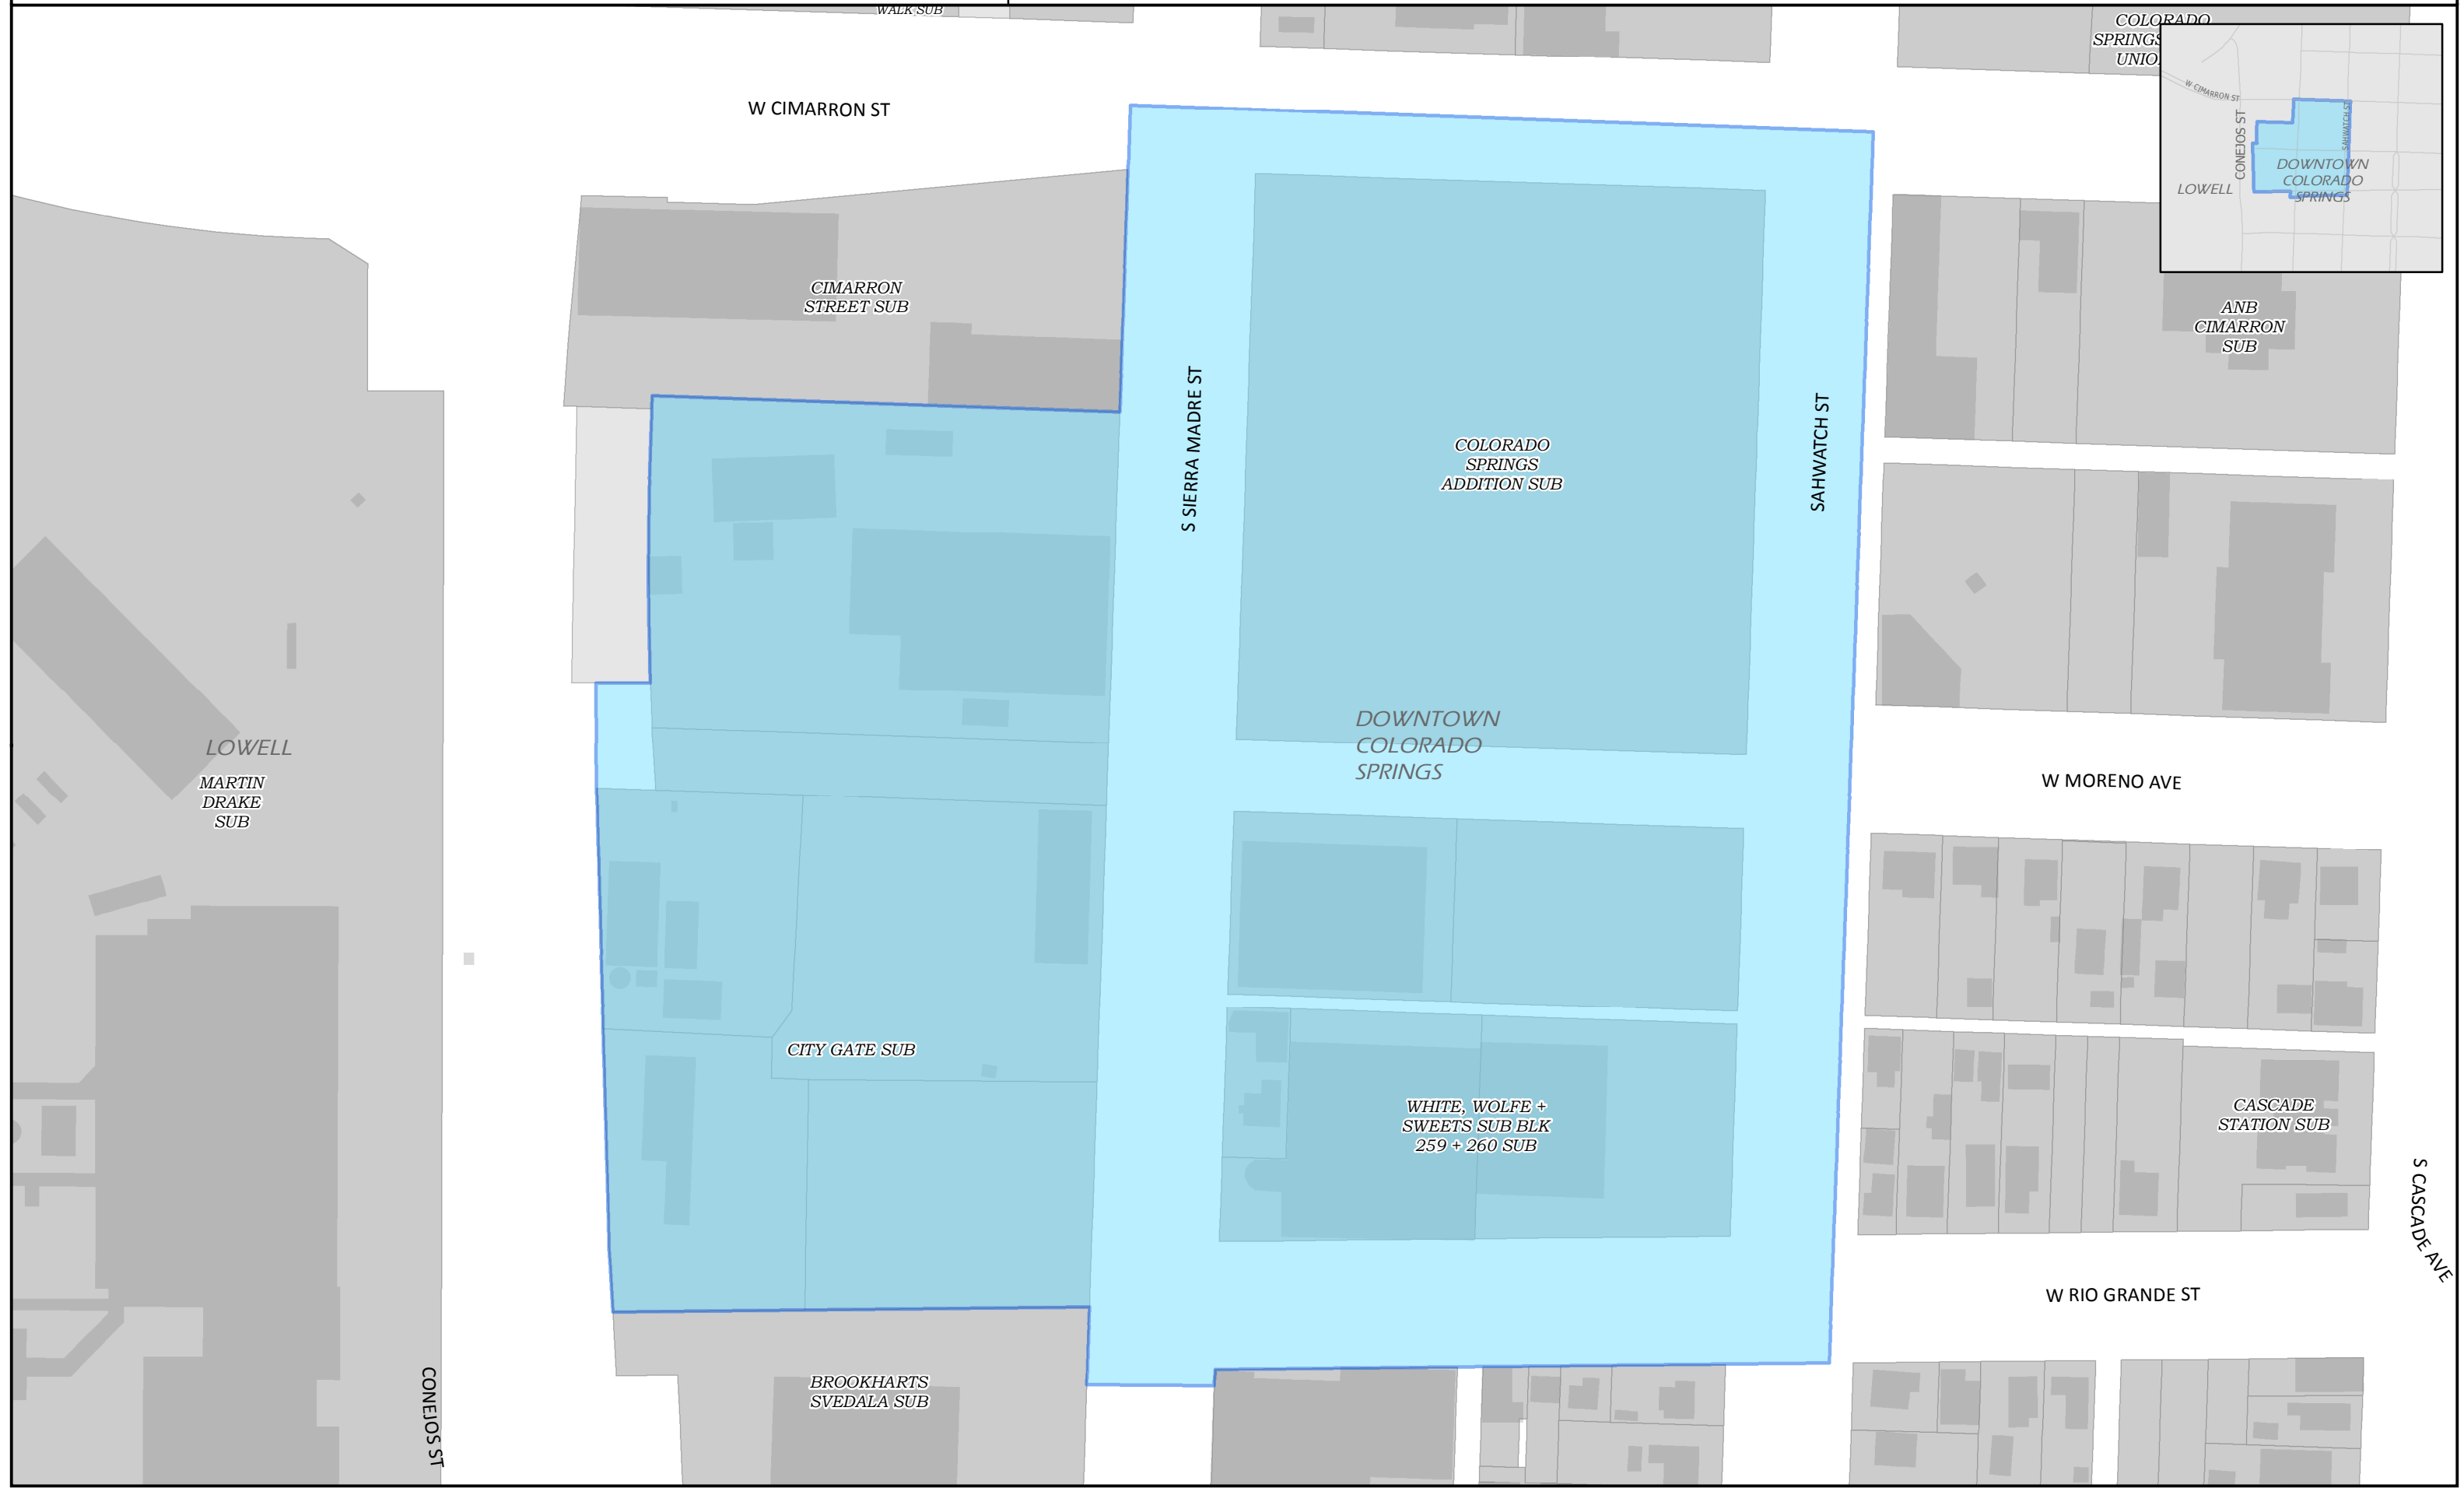 WALK SUB
COLORADO
SPRINGS
UNIO
W CIMARRON ST
W CIMARRON ST
CONEJOS ST
SAHWATCH ST
DOWNTOWN
COLORADO
SPRINGS
LOWELL
CIMARRON
STREET SUB
ANB
CIMARRON
SUB
S SIERRA MADRE ST
SAHWATCH ST
COLORADO
SPRINGS
ADDITION SUB
DOWNTOWN
COLORADO
SPRINGS
LOWELL
MARTIN
DRAKE
SUB
W MORENO AVE
CITY GATE SUB
WHITE, WOLFE +
SWEETS SUB BLK
259 + 260 SUB
CASCADE
STATION SUB
S CASCADE AVE
W RIO GRANDE ST
BROOKHARTS
SVEDALA SUB
CONEJOS ST